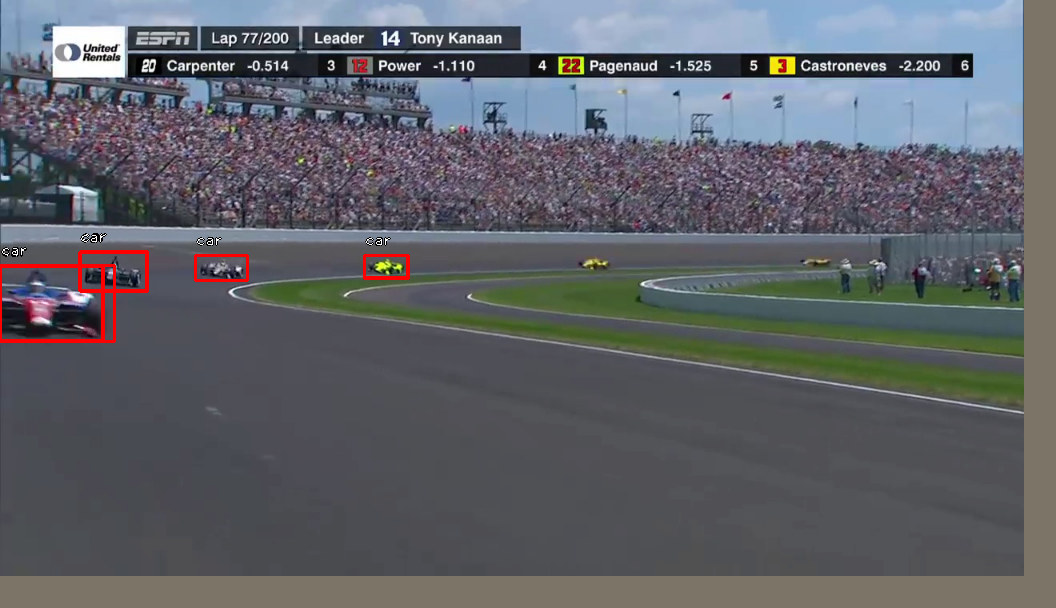 United
Rentals
ESPN Lap 77/200 Leader 14 Tony Kanaan
20 Carpenter -0.514 3 12 Power -1.110 4 22 Pagenaud -1.525 5 3 Castroneves -2.200 6
car
car
car
car